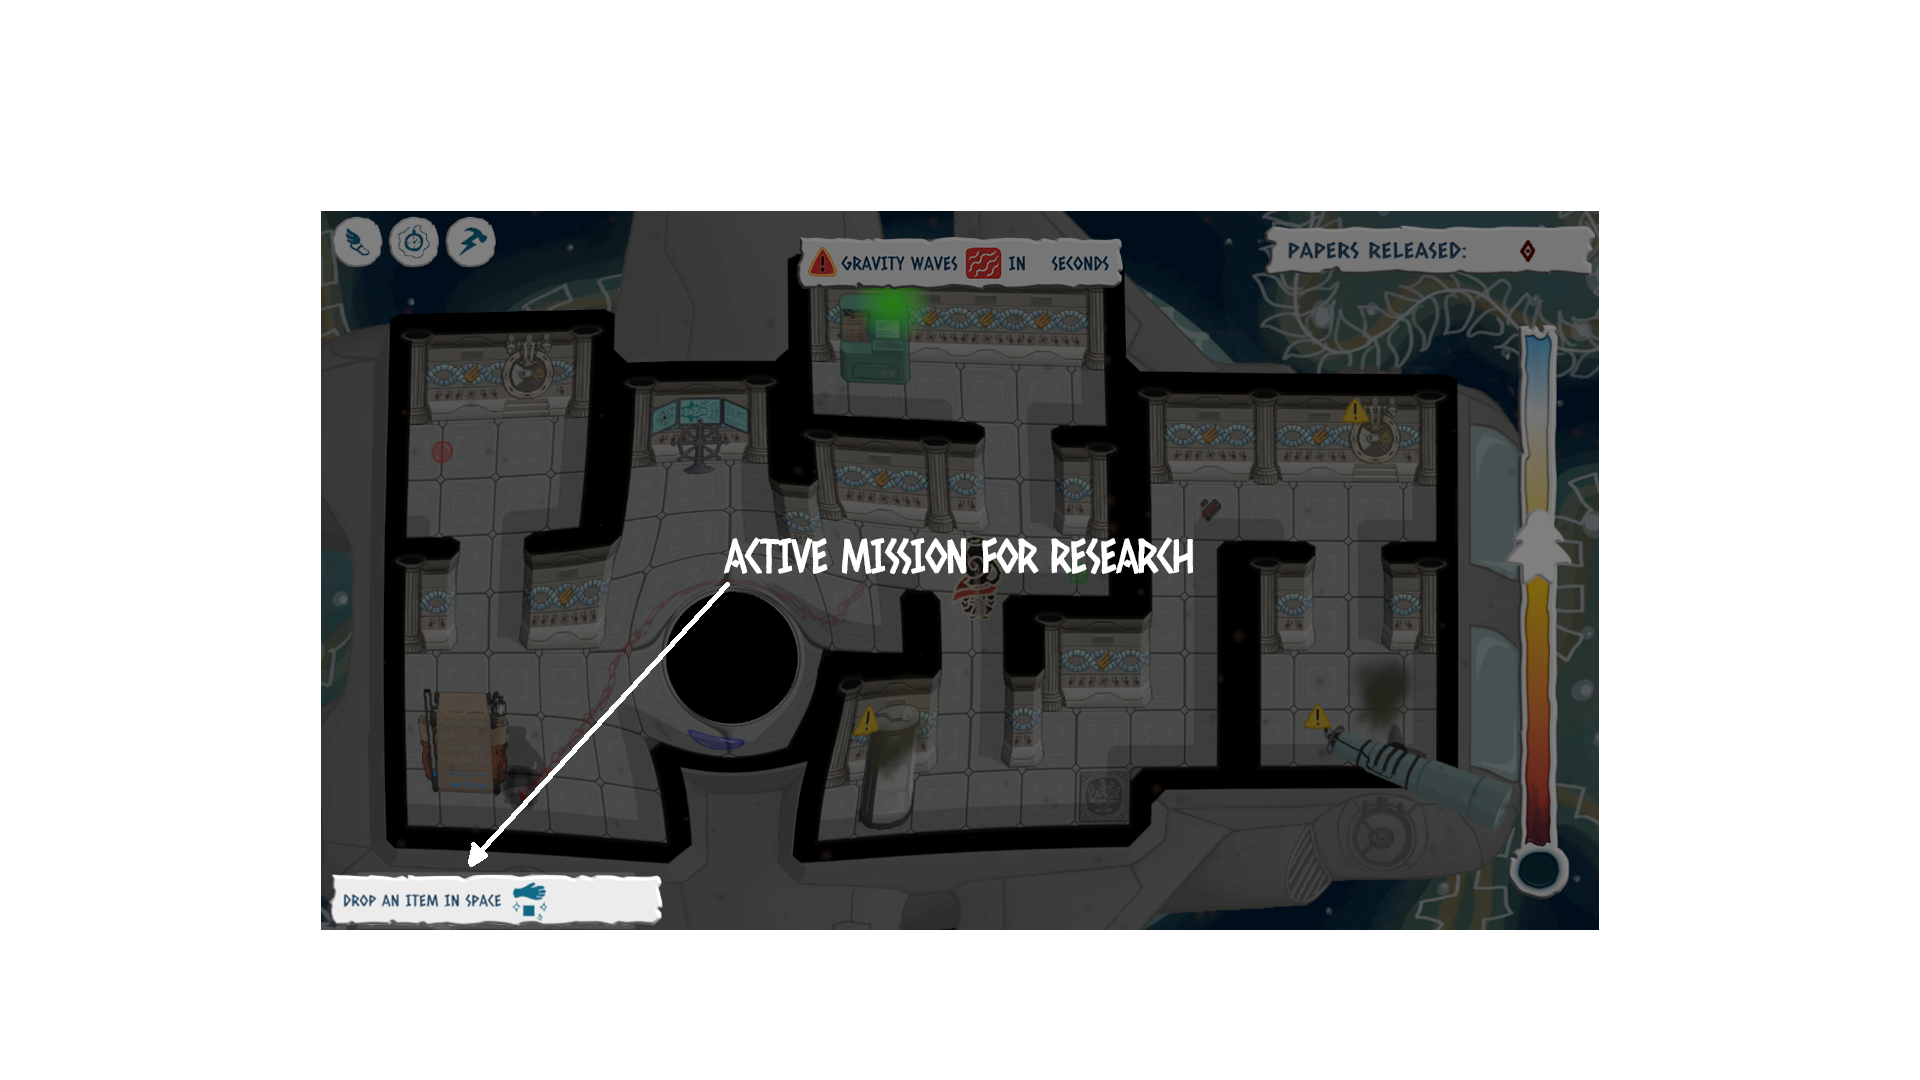 GRAVITY WAVES IN SECONDS
PAPERS RELEASED:
ACTIVE MISSION FOR RESEARCH
DROP AN ITEM IN SPACE